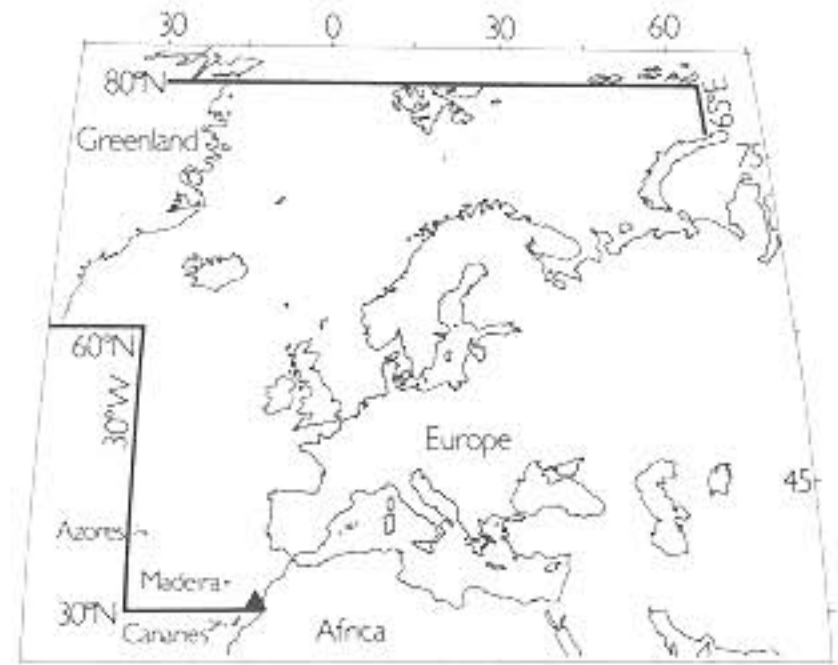 30 0 30 60
80°N
65°E
Greenland
75
60°N
30°W
Europe
45
Azores
Madeira
30°N
Canaries
Africa